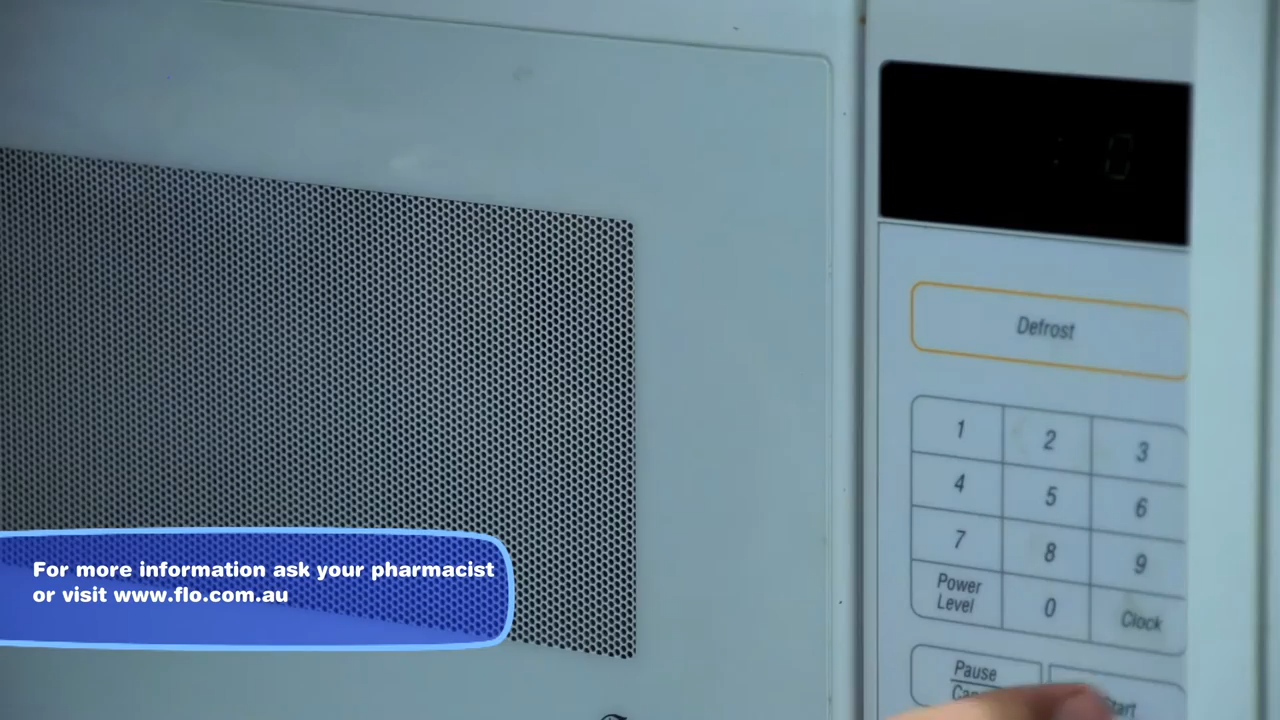 For more information ask your pharmacist
or visit www.flo.com.au
Defrost
1 2 3
4 5 6
7 8 9
Power
Level
0 Clock
Pause